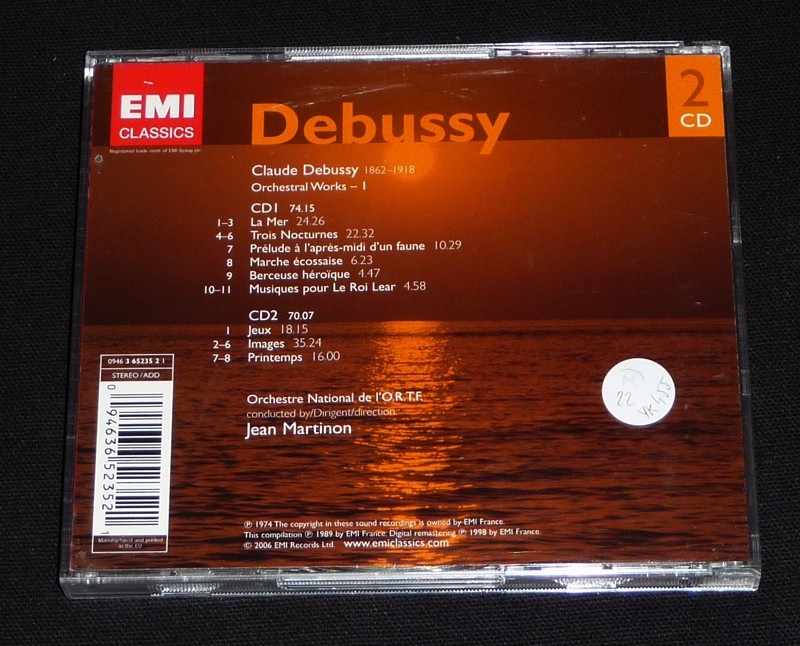 EMI
CLASSICS
Registered trade mark of EMI Group plc
Debussy
2
CD
Claude Debussy 1862–1918
Orchestral Works – 1
CD1 74.15
1–3 La Mer 24.26
4–6 Trois Nocturnes 22.32
7 Prélude à l'après-midi d'un faune 10.29
8 Marche écossaise 6.23
9 Berceuse héroïque 4.47
10–11 Musiques pour Le Roi Lear 4.58
CD2 70.07
1 Jeux 18.15
2–6 Images 35.24
7–8 Printemps 16.00
0946 3 65235 2 1
STEREO/ADD
0 94636 52352 1
Manufactured and printed
in the EU
Orchestre National de l'O.R.T.F.
conducted by/Dirigent/direction
Jean Martinon
22
℗ 1974 The copyright in these sound recordings is owned by EMI France.
This compilation ℗ 1989 by EMI France. Digital remastering ℗ 1998 by EMI France.
© 2006 EMI Records Ltd. www.emiclassics.com